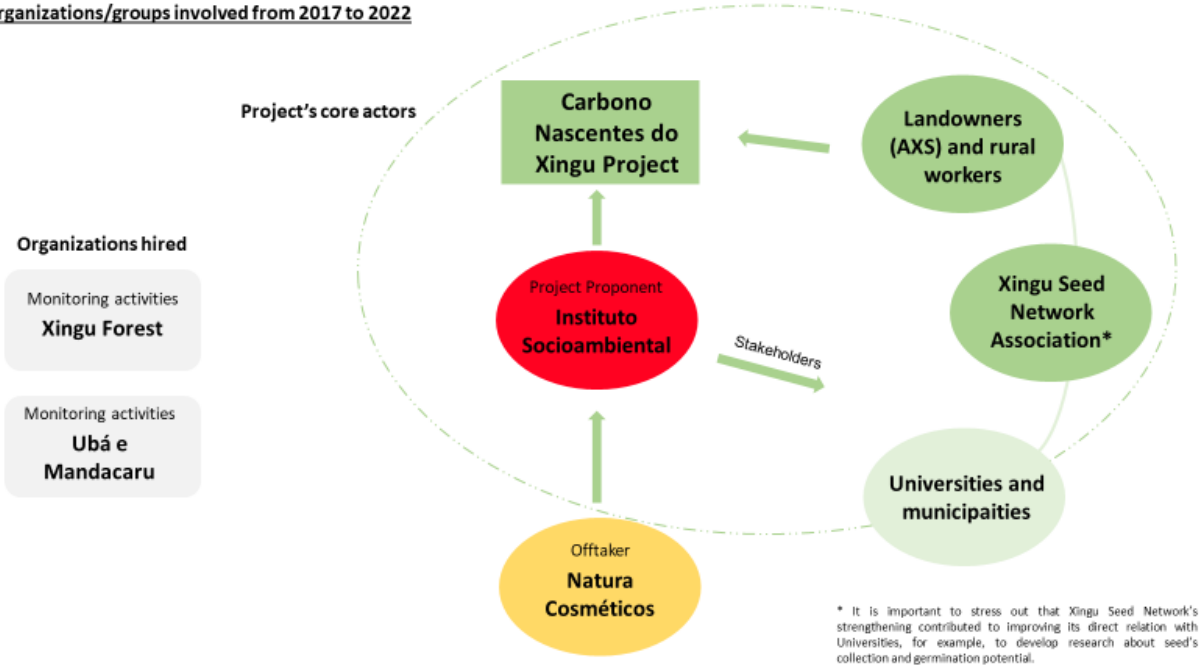 rganizations/groups involved from 2017 to 2022
Project's core actors
Carbono
Nascentes do
Xingu Project
Landowners
(AXS) and rural
workers
Organizations hired
Monitoring activities
Xingu Forest
Project Proponent
Instituto
Socioambiental
Xingu Seed
Network
Association*
Stakeholders
Monitoring activities
Ubá e
Mandacaru
Universities and
municipaities
Offtaker
Natura
Cosméticos
* It is important to stress out that Xingu Seed Network's
strengthening contributed to improving its direct relation with
Universities, for example, to develop research about seed's
collection and germination potential.